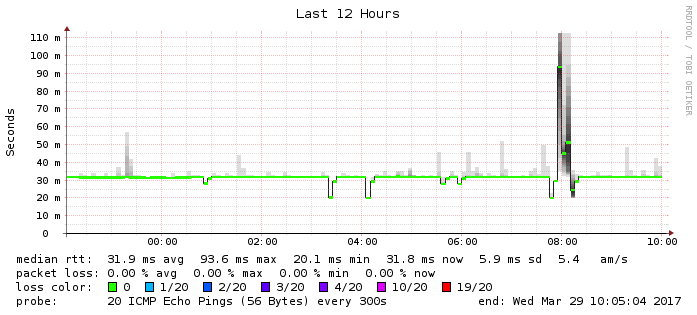 Last 12 Hours
RRDTOOL / TOBI OETIKER
Seconds
110 m
100 m
90 m
80 m
70 m
60 m
50 m
40 m
30 m
20 m
10 m
0
00:00 02:00 04:00 06:00 08:00 10:00
median rtt: 31.9 ms avg 93.6 ms max 20.1 ms min 31.8 ms now 5.9 ms sd 5.4 am/s
packet loss: 0.00 % avg 0.00 % max 0.00 % min 0.00 % now
loss color: 0 1/20 2/20 3/20 4/20 10/20 19/20
probe: 20 ICMP Echo Pings (56 Bytes) every 300s end: Wed Mar 29 10:05:04 2017